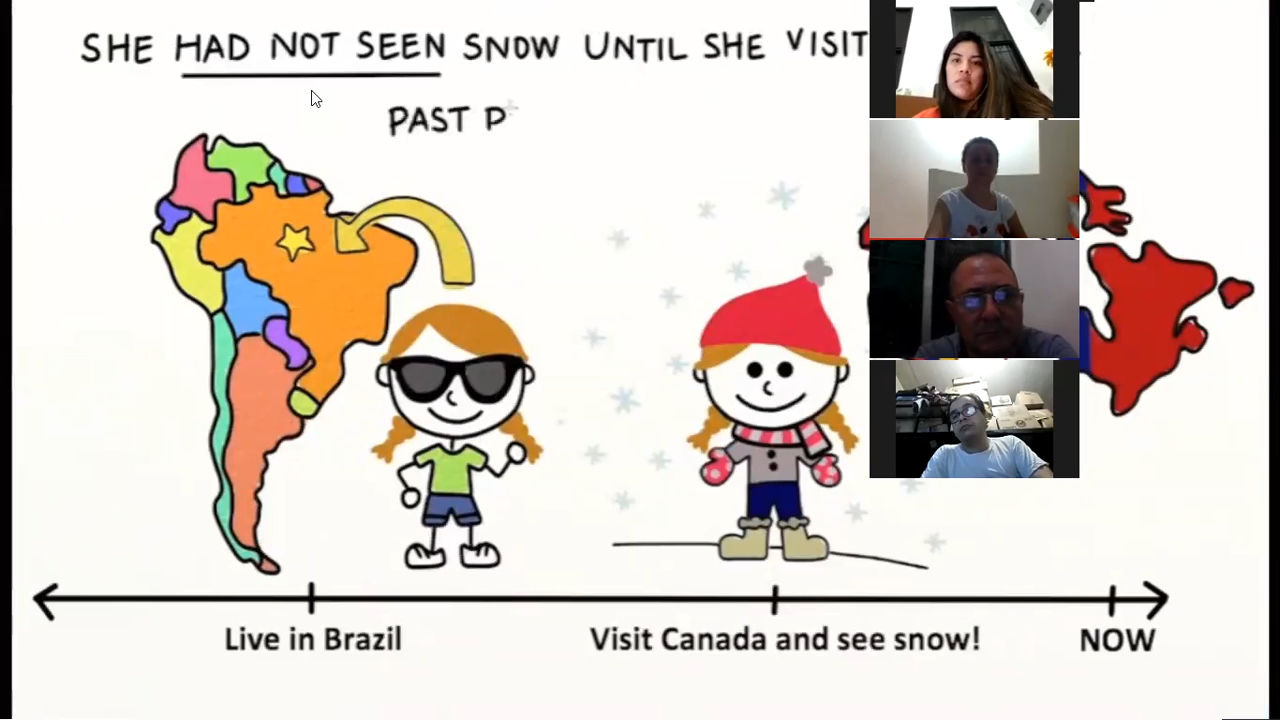 SHE HAD NOT SEEN SNOW UNTIL SHE VISIT
PAST P
Live in Brazil
Visit Canada and see snow!
NOW